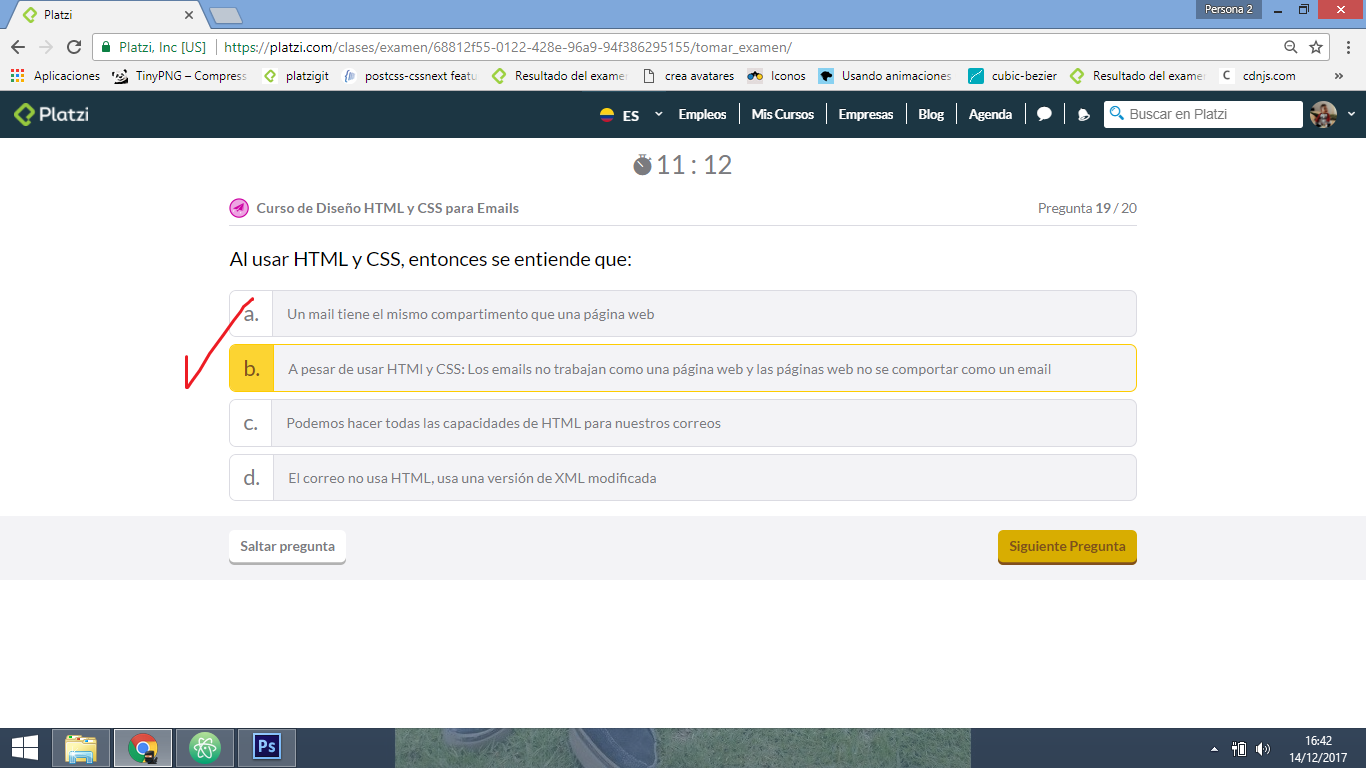 Platzi
Persona 2
Platzi, Inc [US]
https://platzi.com/clases/examen/68812f55-0122-428e-96a9-94f386295155/tomar_examen/
Aplicaciones TinyPNG – Compress platzigit postcss-cssnext featu Resultado del exame crea avatares Iconos Usando animaciones cubic-bezier Resultado del exame C cdnjs.com »
Platzi ES Empleos Mis Cursos Empresas Blog Agenda Buscar en Platzi
11 : 12
Curso de Diseño HTML y CSS para Emails Pregunta 19 / 20
Al usar HTML y CSS, entonces se entiende que:
a. Un mail tiene el mismo compartimento que una página web
b. A pesar de usar HTMl y CSS: Los emails no trabajan como una página web y las páginas web no se comportar como un email
c. Podemos hacer todas las capacidades de HTML para nuestros correos
d. El correo no usa HTML, usa una versión de XML modificada
Saltar pregunta Siguiente Pregunta
Ps
16:42
14/12/2017